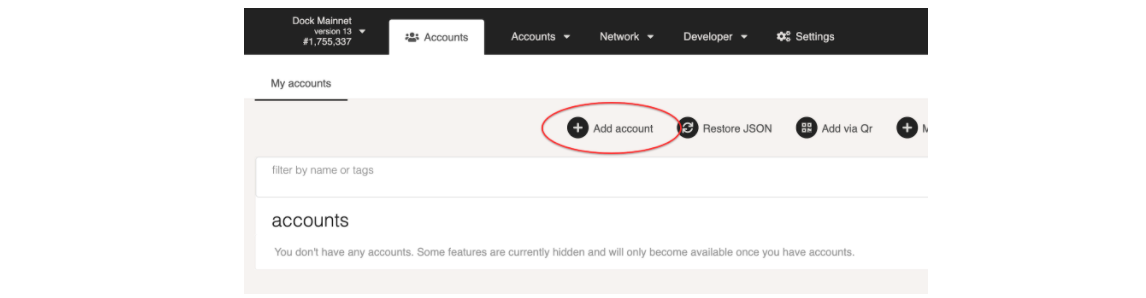 Dock Mainnet
version 13
#1,755,337
Accounts
Accounts
Network
Developer
Settings
My accounts
Add account
Restore JSON
Add via Qr
M
filter by name or tags
accounts
You don't have any accounts. Some features are currently hidden and will only become available once you have accounts.